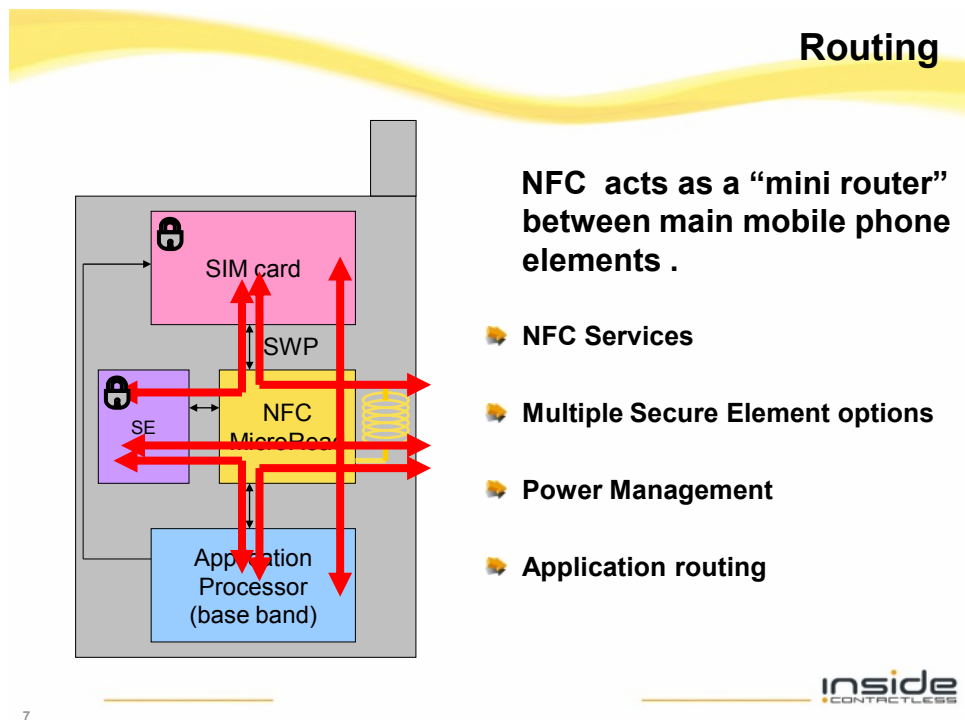 Routing
NFC acts as a “mini router”
between main mobile phone
elements .
SIM card
SWP
NFC
SE
Application
Processor
(base band)
NFC Services
Multiple Secure Element options
Power Management
Application routing
inside
CONTACTLESS
7